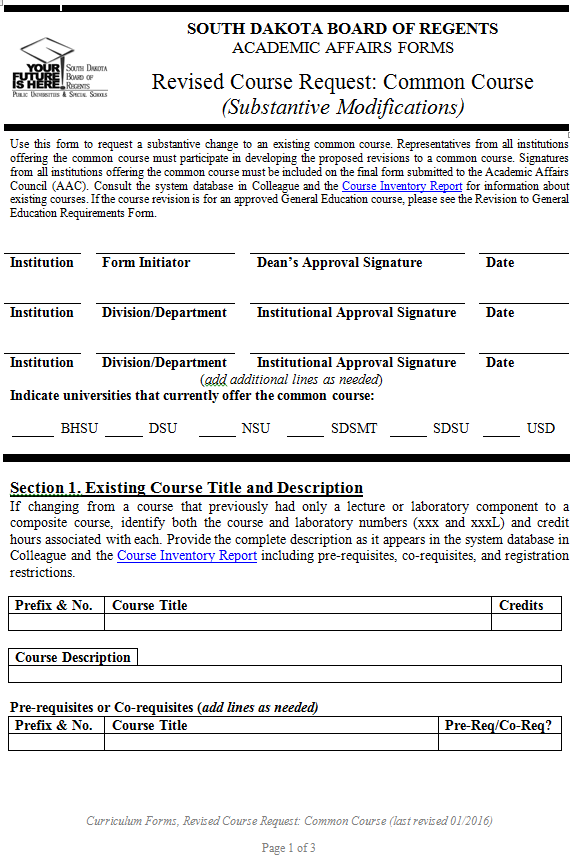 SOUTH DAKOTA BOARD OF REGENTS
ACADEMIC AFFAIRS FORMS
Revised Course Request: Common Course
(Substantive Modifications)
YOUR
FUTURE
IS HERE.
SOUTH DAKOTA
BOARD OF
REGENTS
PUBLIC UNIVERSITIES & SPECIAL SCHOOLS
Use this form to request a substantive change to an existing common course. Representatives from all institutions
offering the common course must participate in developing the proposed revisions to a common course. Signatures
from all institutions offering the common course must be included on the final form submitted to the Academic Affairs
Council (AAC). Consult the system database in Colleague and the Course Inventory Report for information about
existing courses. If the course revision is for an approved General Education course, please see the Revision to General
Education Requirements Form.
Institution Form Initiator Dean's Approval Signature Date
Institution Division/Department Institutional Approval Signature Date
Institution Division/Department Institutional Approval Signature Date
(add additional lines as needed)
Indicate universities that currently offer the common course:
_____ BHSU _____ DSU _____ NSU _____ SDSMT _____ SDSU _____ USD
Section 1. Existing Course Title and Description
If changing from a course that previously had only a lecture or laboratory component to a
composite course, identify both the course and laboratory numbers (xxx and xxxL) and credit
hours associated with each. Provide the complete description as it appears in the system database in
Colleague and the Course Inventory Report including pre-requisites, co-requisites, and registration
restrictions.
Prefix & No. Course Title Credits
Course Description
Pre-requisites or Co-requisites (add lines as needed)
Prefix & No. Course Title Pre-Req/Co-Req?
Curriculum Forms, Revised Course Request: Common Course (last revised 01/2016)
Page 1 of 3